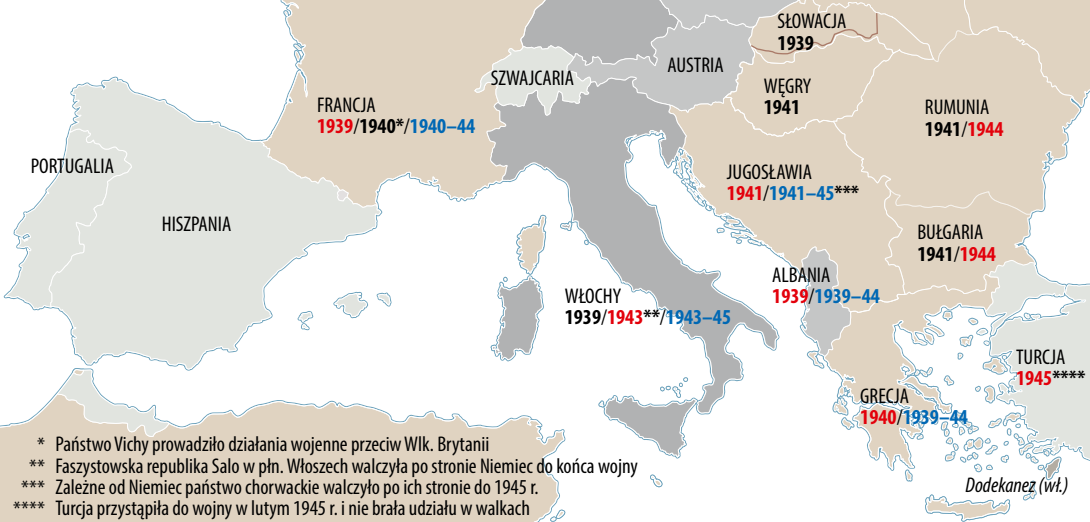 SŁOWACJA
1939
AUSTRIA
SZWAJCARIA
WĘGRY
1941
FRANCJA
1939/1940*/1940–44
RUMUNIA
1941/1944
PORTUGALIA
JUGOSŁAWIA
1941/1941–45***
HISZPANIA
BUŁGARIA
1941/1944
ALBANIA
1939/1939–44
WŁOCHY
1939/1943**/1943–45
TURCJA
1945****
GRECJA
1940/1939–44
* Państwo Vichy prowadziło działania wojenne przeciw Wlk. Brytanii
** Faszystowska republika Salo w płn. Włoszech walczyła po stronie Niemiec do końca wojny
*** Zależne od Niemiec państwo chorwackie walczyło po ich stronie do 1945 r.
**** Turcja przystąpiła do wojny w lutym 1945 r. i nie brała udziału w walkach
Dodekanez (wł.)